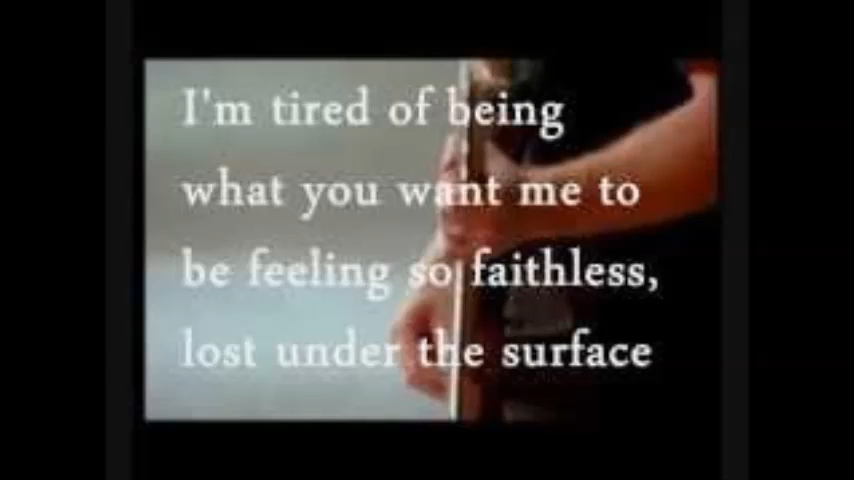 I'm tired of being
what you want me to
be feeling so faithless,
lost under the surface